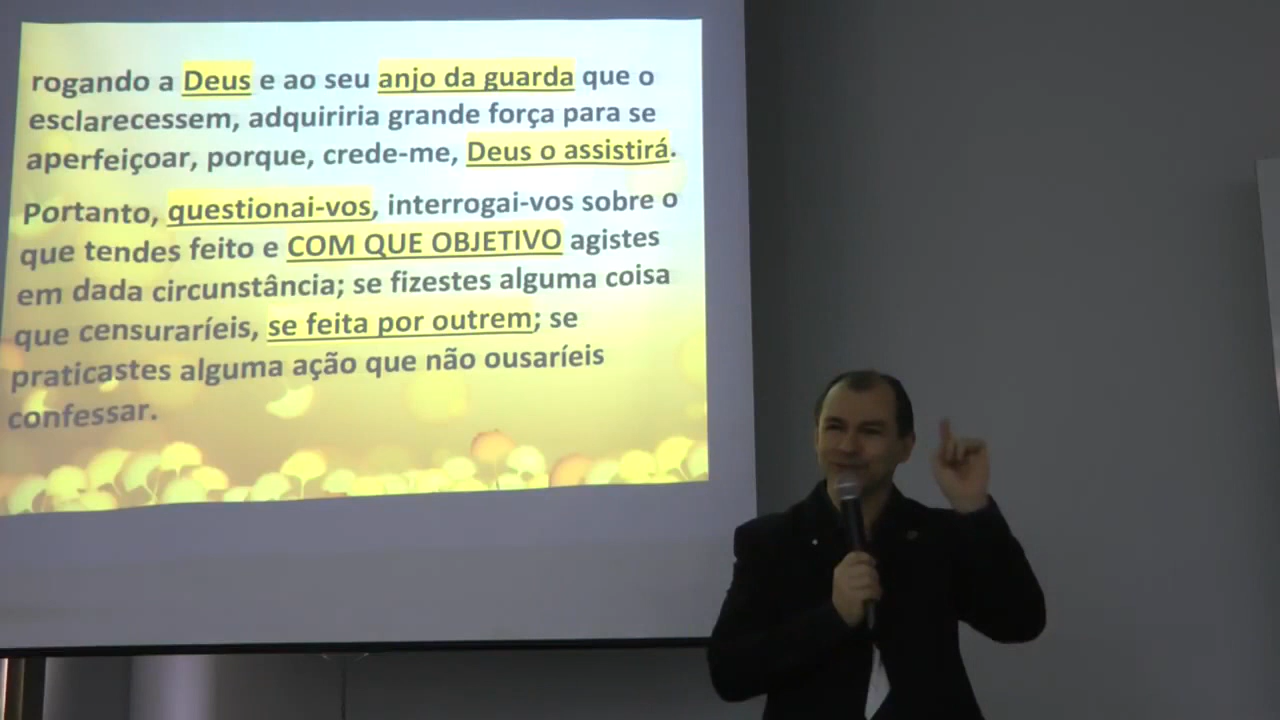 rogando a Deus e ao seu anjo da guarda que o
esclarecessem, adquiriria grande força para se
aperfeiçoar, porque, crede-me, Deus o assistirá.
Portanto, questionai-vos, interrogai-vos sobre o
que tendes feito e COM QUE OBJETIVO agistes
em dada circunstância; se fizestes alguma coisa
que censuraríeis, se feita por outrem; se
praticastes alguma ação que não ousaríeis
confessar.